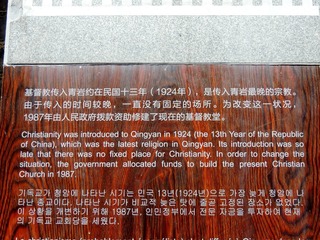 基督教传入青岩约在民国十三年（1924年），是传入青岩最晚的宗教。
由于传入的时间较晚，一直没有固定的场所。为改变这一状况，
1987年由人民政府拨款资助修建了现在的基督教堂。
Christianity was introduced to Qingyan in 1924 (the 13th Year of the Republic
of China), which was the latest religion in Qingyan. Its introduction was so
late that there was no fixed place for Christianity. In order to change the
situation, the government allocated funds to build the present Christian
Church in 1987.
기독교가 청암에 나타난 시기는 민국 13년(1924년)으로 가장 늦게 청암에 나
타난 종교이다. 나타난 시기가 비교적 늦은 탓에 줄곧 고정된 장소가 없었다.
이 상황을 개변하기 위해 1987년, 인민정부에서 전문 자금을 투자하여 현재
의 기독교 교회당을 세웠다.